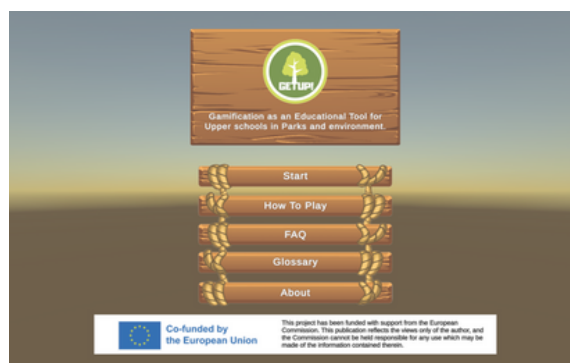 GETUP!
Gamification as an Educational Tool for
Upper schools in Parks and environment.
Start
How To Play
FAQ
Glossary
About
Co-funded by
the European Union
This project has been funded with support from the European
Commission. This publication reflects the views only of the author, and
the Commission cannot be held responsible for any use which may be
made of the information contained therein.